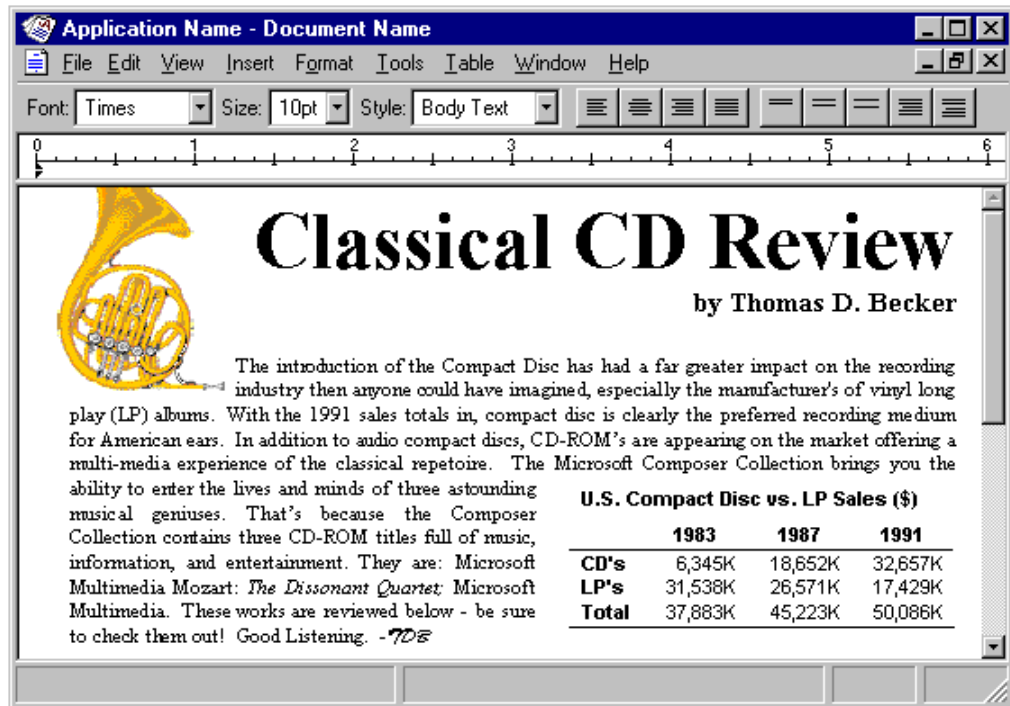 Application Name - Document Name
File Edit View Insert Format Tools Table Window Help
Font: Times Size: 10pt Style: Body Text
0 1 2 3 4 5 6
Classical CD Review
by Thomas D. Becker
The introduction of the Compact Disc has had a far greater impact on the recording
industry then anyone could have imagined, especially the manufacturer's of vinyl long
play (LP) albums. With the 1991 sales totals in, compact disc is clearly the preferred recording medium
for American ears. In addition to audio compact discs, CD-ROM's are appearing on the market offering a
multi-media experience of the classical repetoire. The Microsoft Composer Collection brings you the
ability to enter the lives and minds of three astounding
musical geniuses. That's because the Composer
Collection contains three CD-ROM titles full of music,
information, and entertainment. They are: Microsoft
Multimedia Mozart: The Dissonant Quartet; Microsoft
Multimedia. These works are reviewed below - be sure
to check them out! Good Listening. -TDB
U.S. Compact Disc vs. LP Sales ($)
1983 1987 1991
CD's 6,345K 18,652K 32,657K
LP's 31,538K 26,571K 17,429K
Total 37,883K 45,223K 50,086K